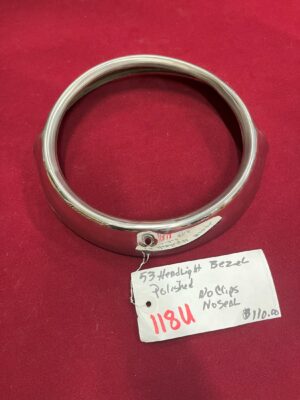 53 Headlight Bezel
Polished
No Clips
No Seal
118U
$110.00